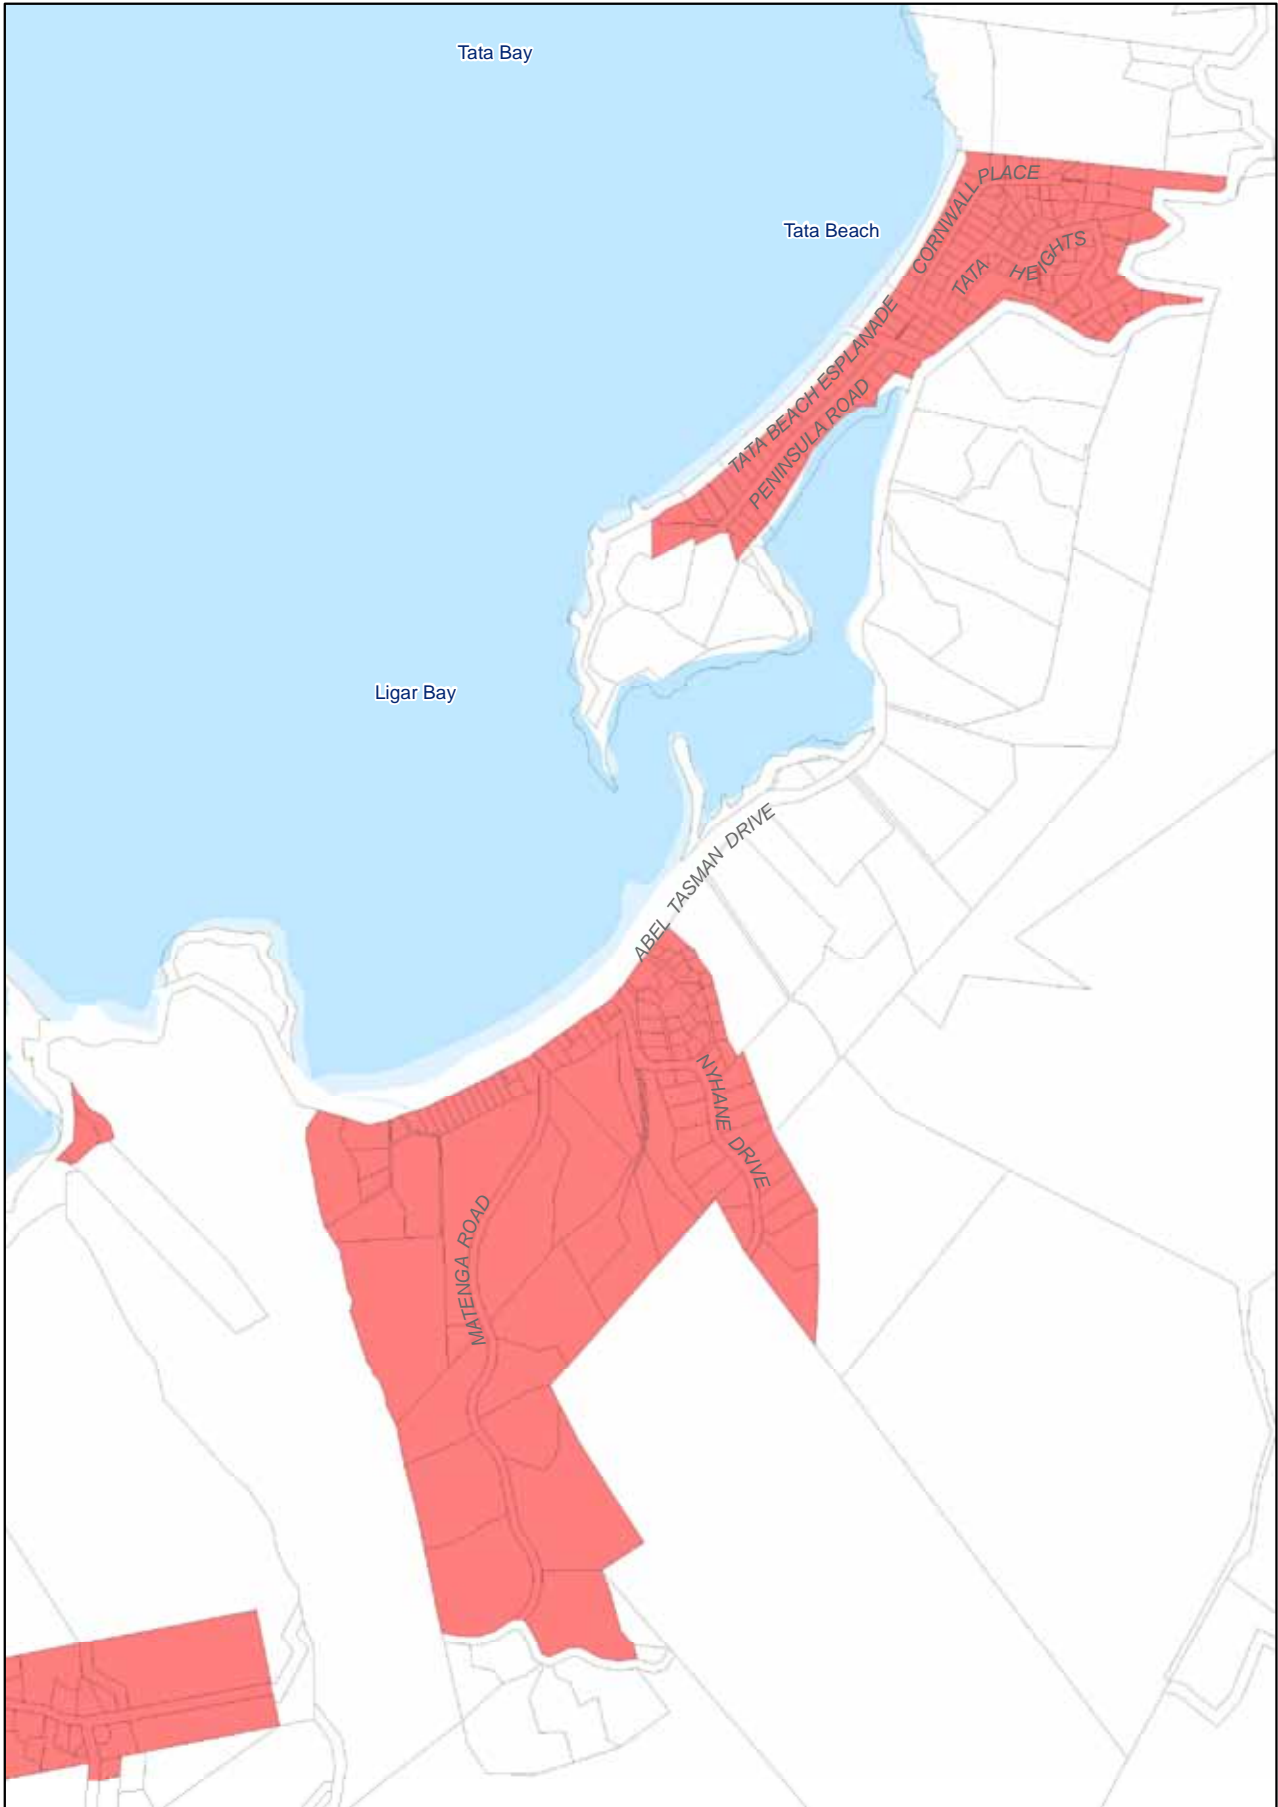 Tata Bay
PLACE
CORNWALL
Tata Beach
TATA
HEIGHTS
TATA BEACH ESPLANADE
PENINSULA ROAD
Ligar Bay
ABEL TASMAN DRIVE
NYHANE DRIVE
MATENGA ROAD